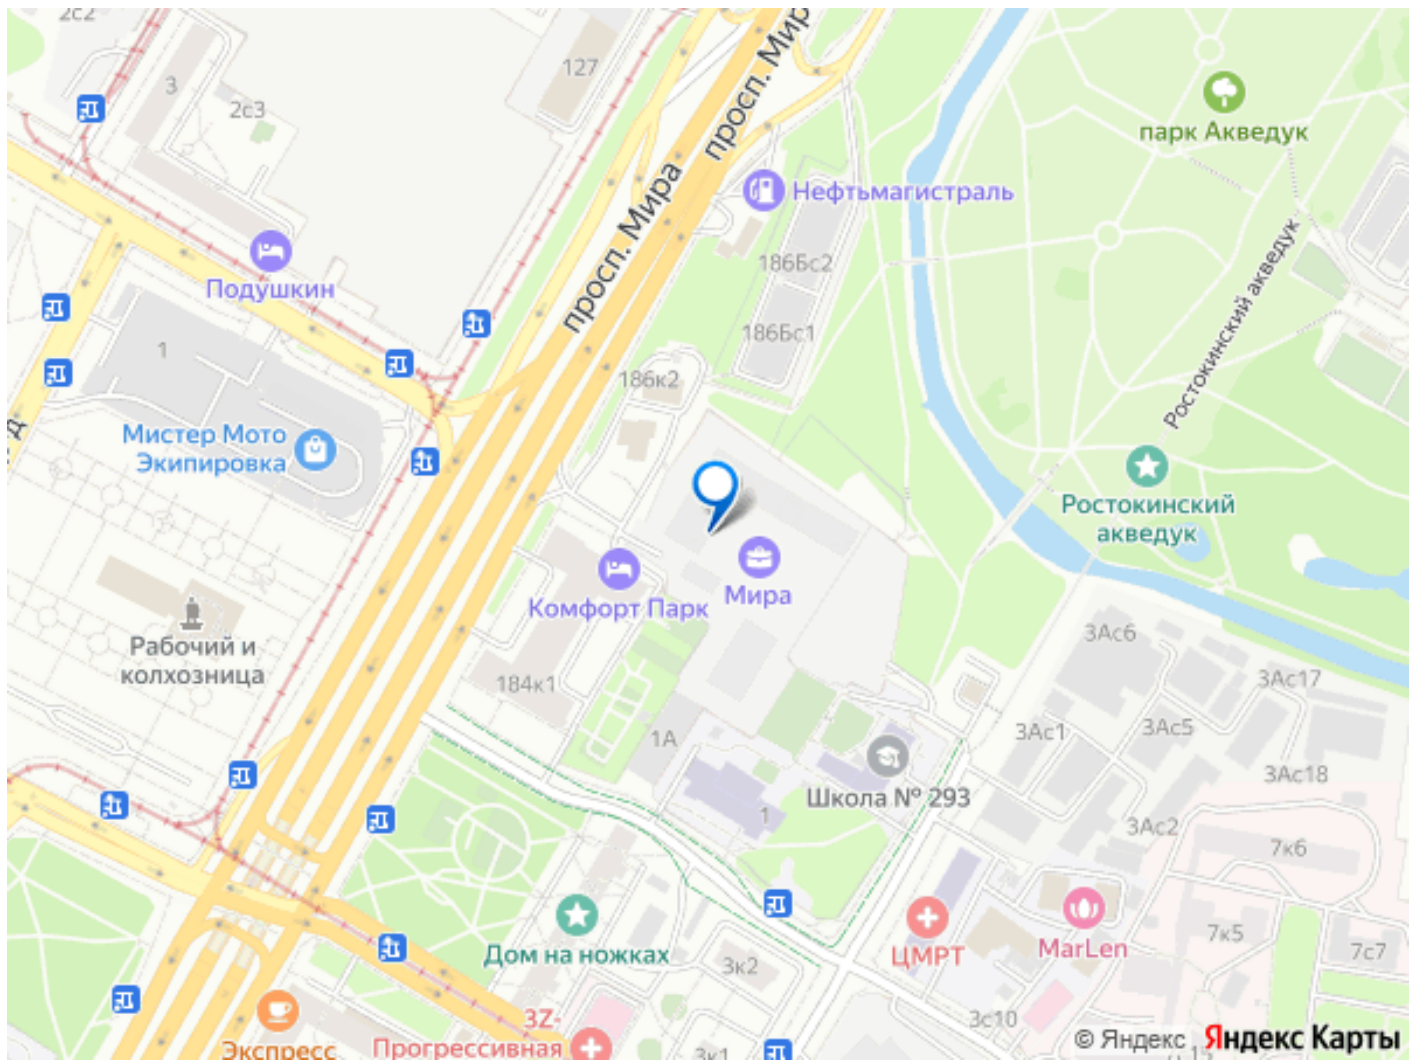 2с2
127
3
2с3
просп. Мира
просп. Мира
парк Акведук
Нефтьмагистраль
Подушкин
186Бс2
Ростокинский акведук
186Бс1
1
186к2
Мистер Мото
Экипировка
Ростокинский
акведук
Комфорт Парк
Мира
Рабочий и
колхозница
3Ас6
184к1
3Ас17
1А
3Ас1
3Ас5
3Ас18
Школа № 293
1
3Ас2
7к6
Дом на ножках
3к2
ЦМРТ
MarLen
7к5
7с7
3с10
3Z-
Прогрессивная
Экспресс
3к1
© Яндекс
Яндекс Карты